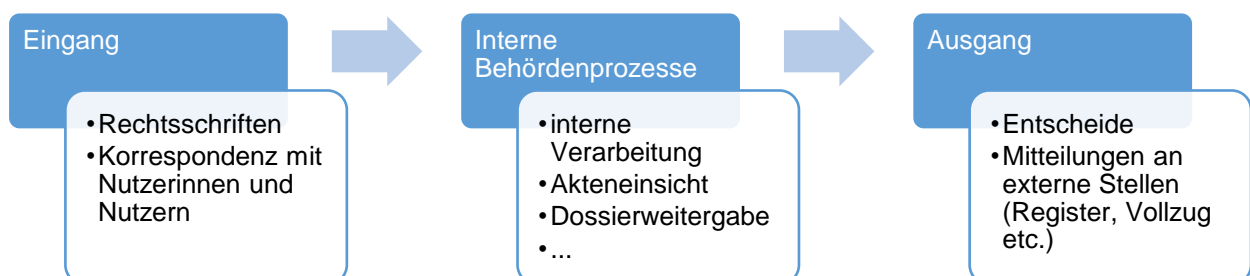 Eingang
•Rechtsschriften
•Korrespondenz mit
Nutzerinnen und
Nutzern
Interne
Behördenprozesse
•interne
Verarbeitung
•Akteneinsicht
•Dossierweitergabe
•...
Ausgang
•Entscheide
•Mitteilungen an
externe Stellen
(Register, Vollzug
etc.)